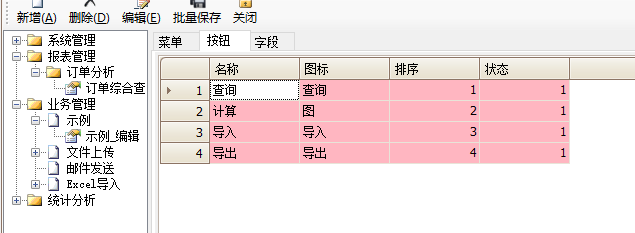 新增(A) 删除(D) 编辑(E) 批量保存 关闭
系统管理
报表管理
订单分析
订单综合查
业务管理
示例
示例_编辑
文件上传
邮件发送
Excel导入
统计分析
菜单 按钮 字段
名称 图标 排序 状态
1 查询 查询 1 1
2 计算 图 2 1
3 导入 导入 3 1
4 导出 导出 4 1